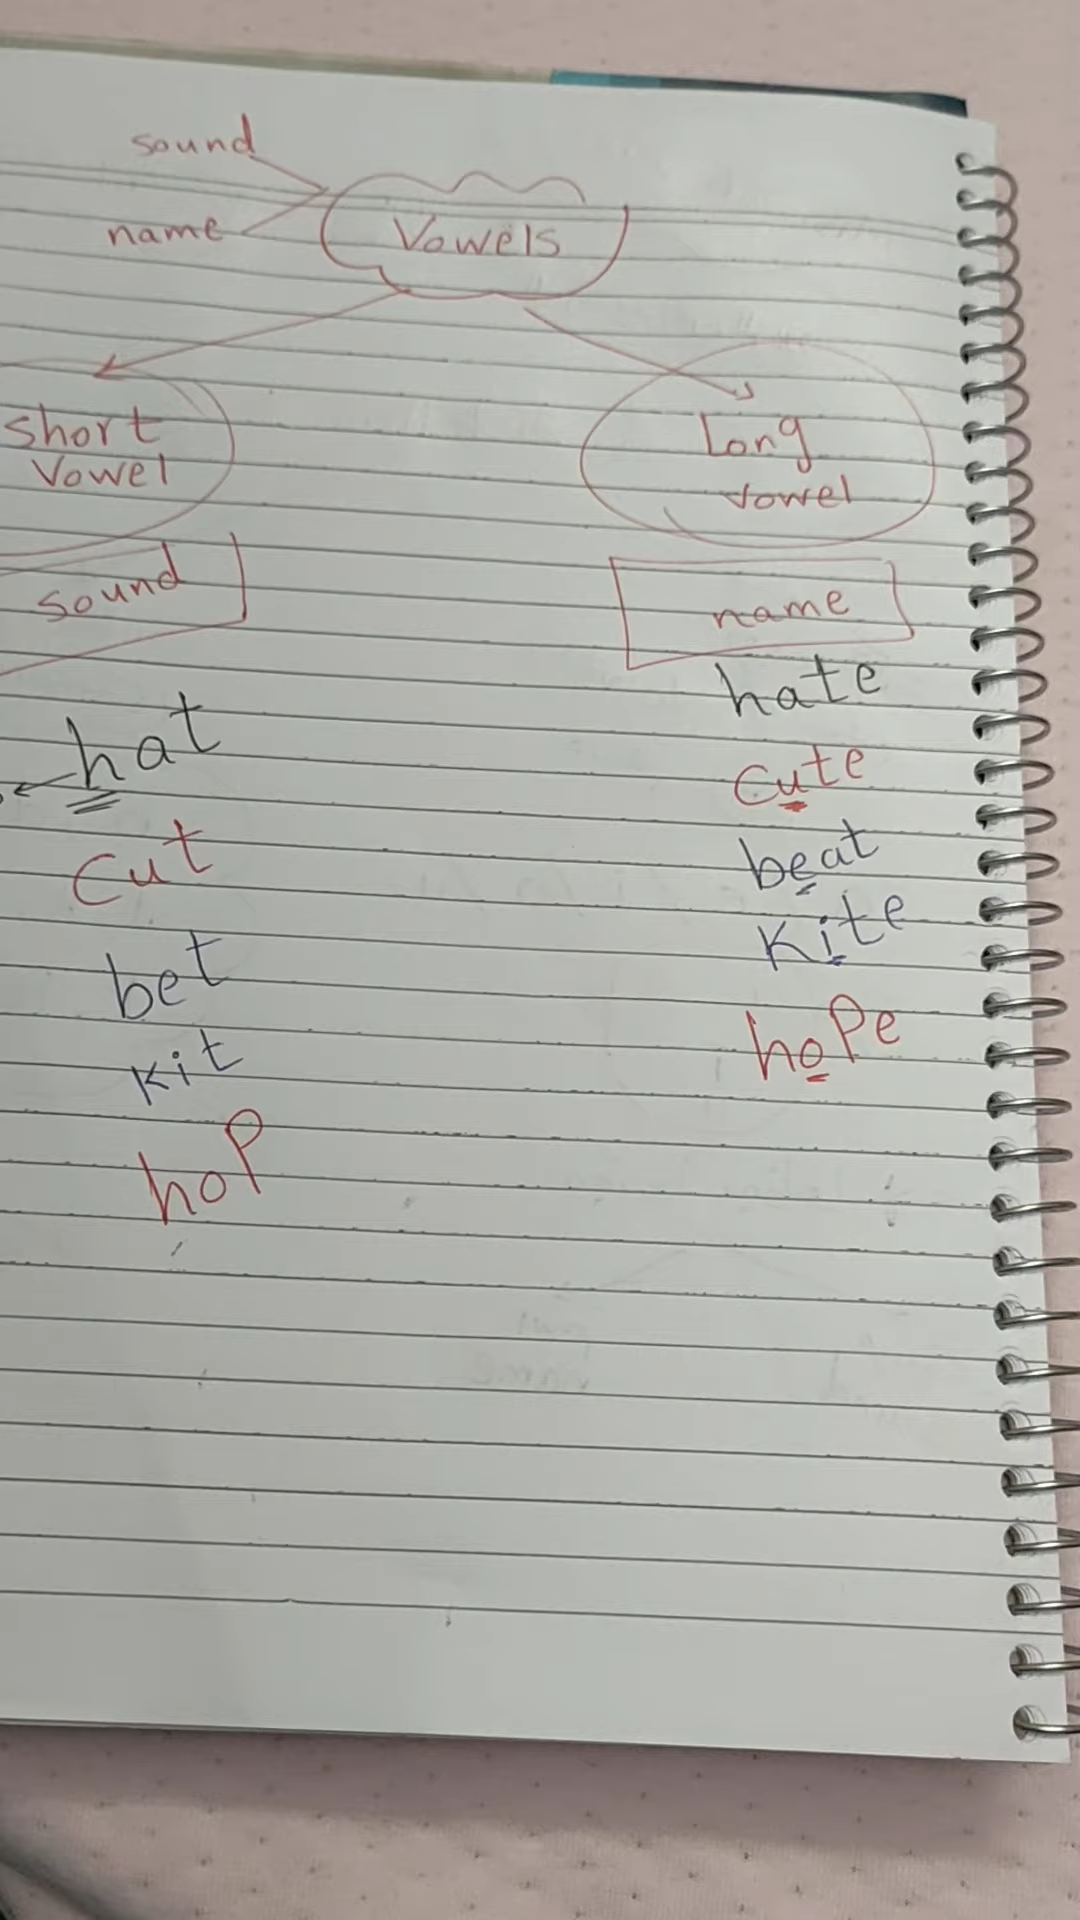 sound
name
Vowels
short
Vowel
Long
vowel
sound
name
hat
hate
cut
cute
bet
beat
Kit
Kite
hop
hope